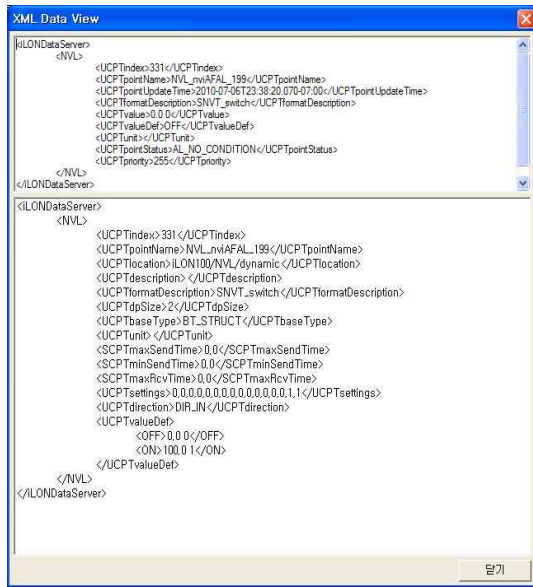 XML Data View
<iLONDataServer>
<NVL>
<UCPTindex>331</UCPTindex>
<UCPTpointName>NVL_nviAFAL_199</UCPTpointName>
<UCPTpointUpdateTime>2010-07-06T23:38:20.070-07:00</UCPTpointUpdateTime>
<UCPTformatDescription>SNVT_switch</UCPTformatDescription>
<UCPTvalue>0.0 0</UCPTvalue>
<UCPTvalueDef>OFF</UCPTvalueDef>
<UCPTunit></UCPTunit>
<UCPTpointStatus>AL_NO_CONDITION</UCPTpointStatus>
<UCPTpriority>255</UCPTpriority>
</NVL>
</iLONDataServer>
<iLONDataServer>
<NVL>
<UCPTindex>331</UCPTindex>
<UCPTpointName>NVL_nviAFAL_199</UCPTpointName>
<UCPTlocation>iLON100/NVL/dynamic</UCPTlocation>
<UCPTdescription></UCPTdescription>
<UCPTformatDescription>SNVT_switch</UCPTformatDescription>
<UCPTdpSize>2</UCPTdpSize>
<UCPTbaseType>BT_STRUCT</UCPTbaseType>
<UCPTunit></UCPTunit>
<SCPTmaxSendTime>0.0</SCPTmaxSendTime>
<SCPTminSendTime>0.0</SCPTminSendTime>
<SCPTmaxRcvTime>0.0</SCPTmaxRcvTime>
<UCPTsettings>0,0,0,0,0,0,0,0,0,0,0,0,0,0,1,1</UCPTsettings>
<UCPTdirection>DIR_IN</UCPTdirection>
<UCPTvalueDef>
<OFF>0.0 0</OFF>
<ON>100.0 1</ON>
</UCPTvalueDef>
</NVL>
</iLONDataServer>
닫기